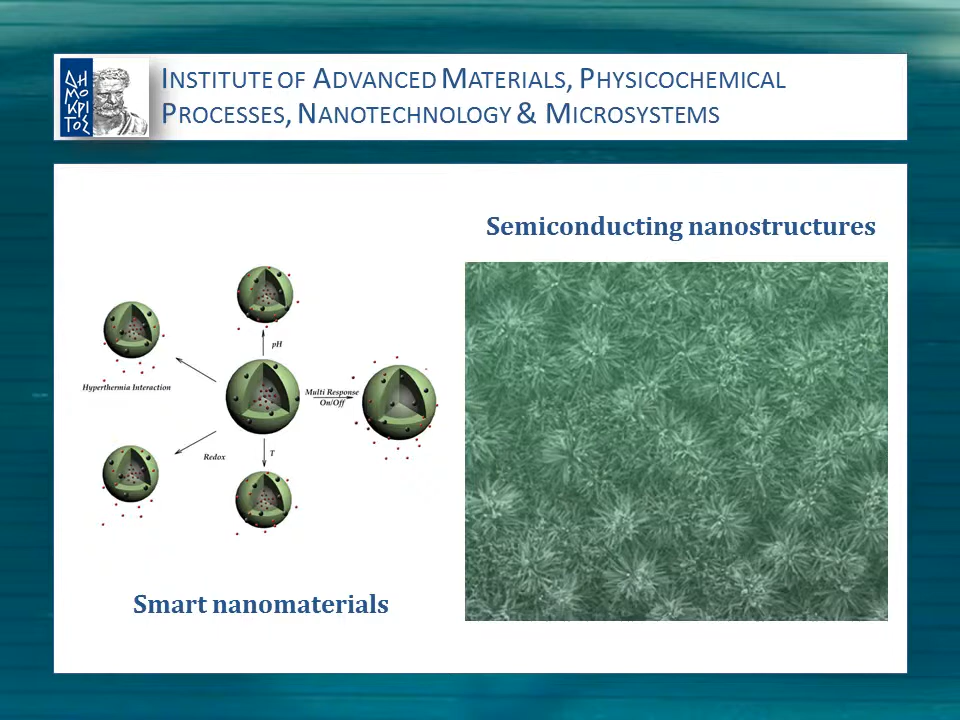 ΔΗ
ΜΟ
ΚΡΙ
ΤΟΣ
INSTITUTE OF ADVANCED MATERIALS, PHYSICOCHEMICAL
PROCESSES, NANOTECHNOLOGY & MICROSYSTEMS
Semiconducting nanostructures
pH
Hyperthermia Interaction
Multi Response
On/Off
Redox
T
Smart nanomaterials